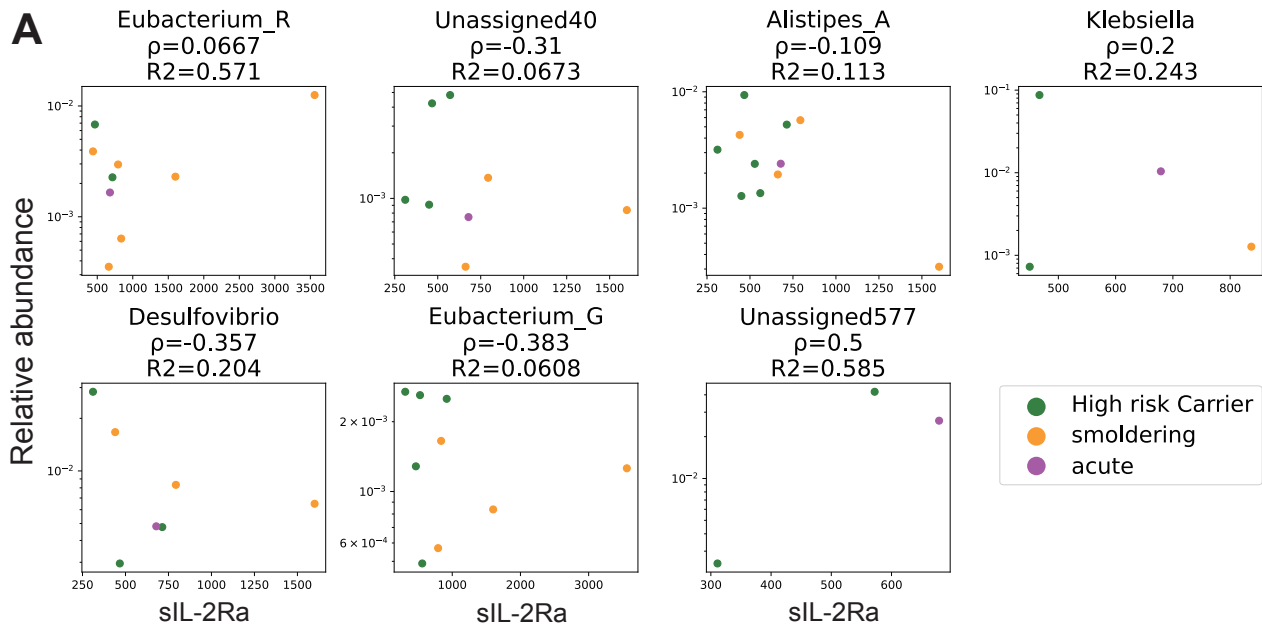 A
Eubacterium_R
ρ=0.0667
R2=0.571
10⁻²
10⁻³
500 1000 1500 2000 2500 3000 3500
Unassigned40
ρ=-0.31
R2=0.0673
10⁻³
250 500 750 1000 1250 1500
Alistipes_A
ρ=-0.109
R2=0.113
10⁻²
10⁻³
250 500 750 1000 1250 1500
Klebsiella
ρ=0.2
R2=0.243
10⁻¹
10⁻²
10⁻³
500 600 700 800
Relative abundance
Desulfovibrio
ρ=-0.357
R2=0.204
10⁻²
250 500 750 1000 1250 1500
sIL-2Ra
Eubacterium_G
ρ=-0.383
R2=0.0608
2 × 10⁻³
10⁻³
6 × 10⁻⁴
1000 2000 3000
sIL-2Ra
Unassigned577
ρ=0.5
R2=0.585
10⁻²
300 400 500 600
sIL-2Ra
High risk Carrier
smoldering
acute